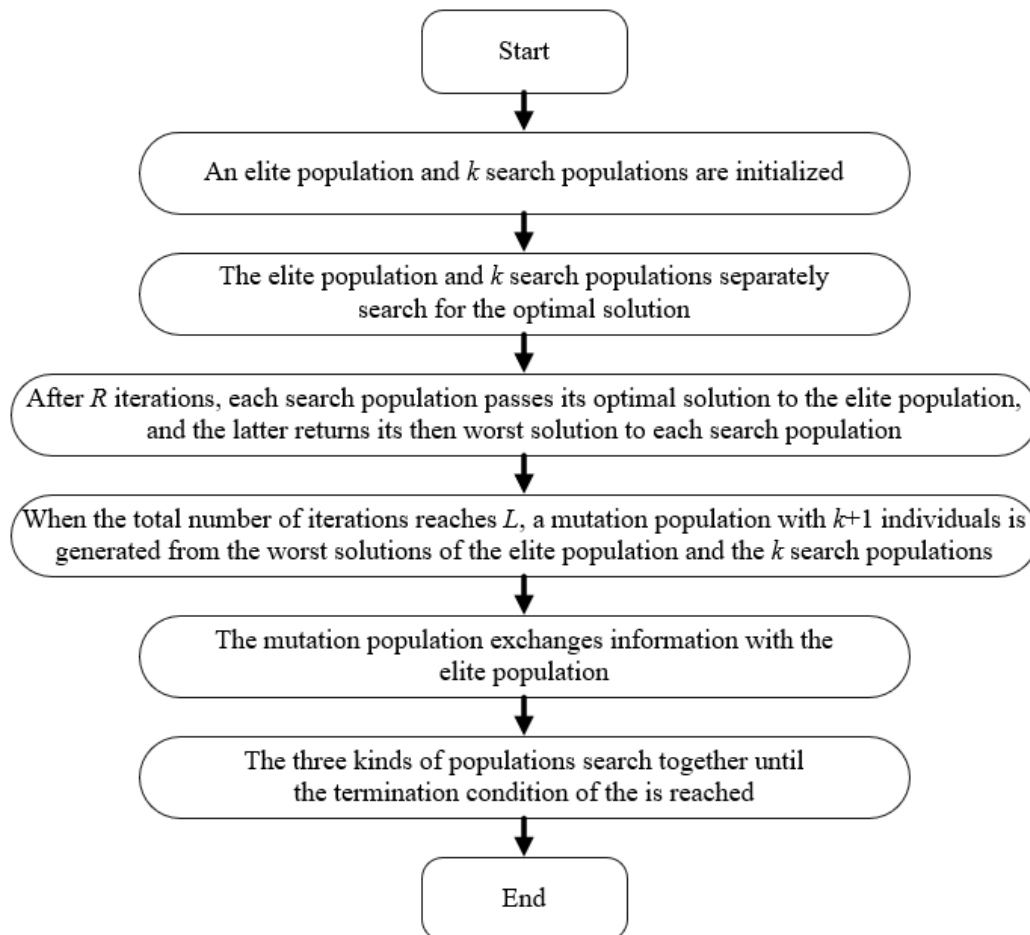 Start
An elite population and k search populations are initialized
The elite population and k search populations separately
search for the optimal solution
After R iterations, each search population passes its optimal solution to the elite population,
and the latter returns its then worst solution to each search population
When the total number of iterations reaches L, a mutation population with k+1 individuals is
generated from the worst solutions of the elite population and the k search populations
The mutation population exchanges information with the
elite population
The three kinds of populations search together until
the termination condition of the is reached
End